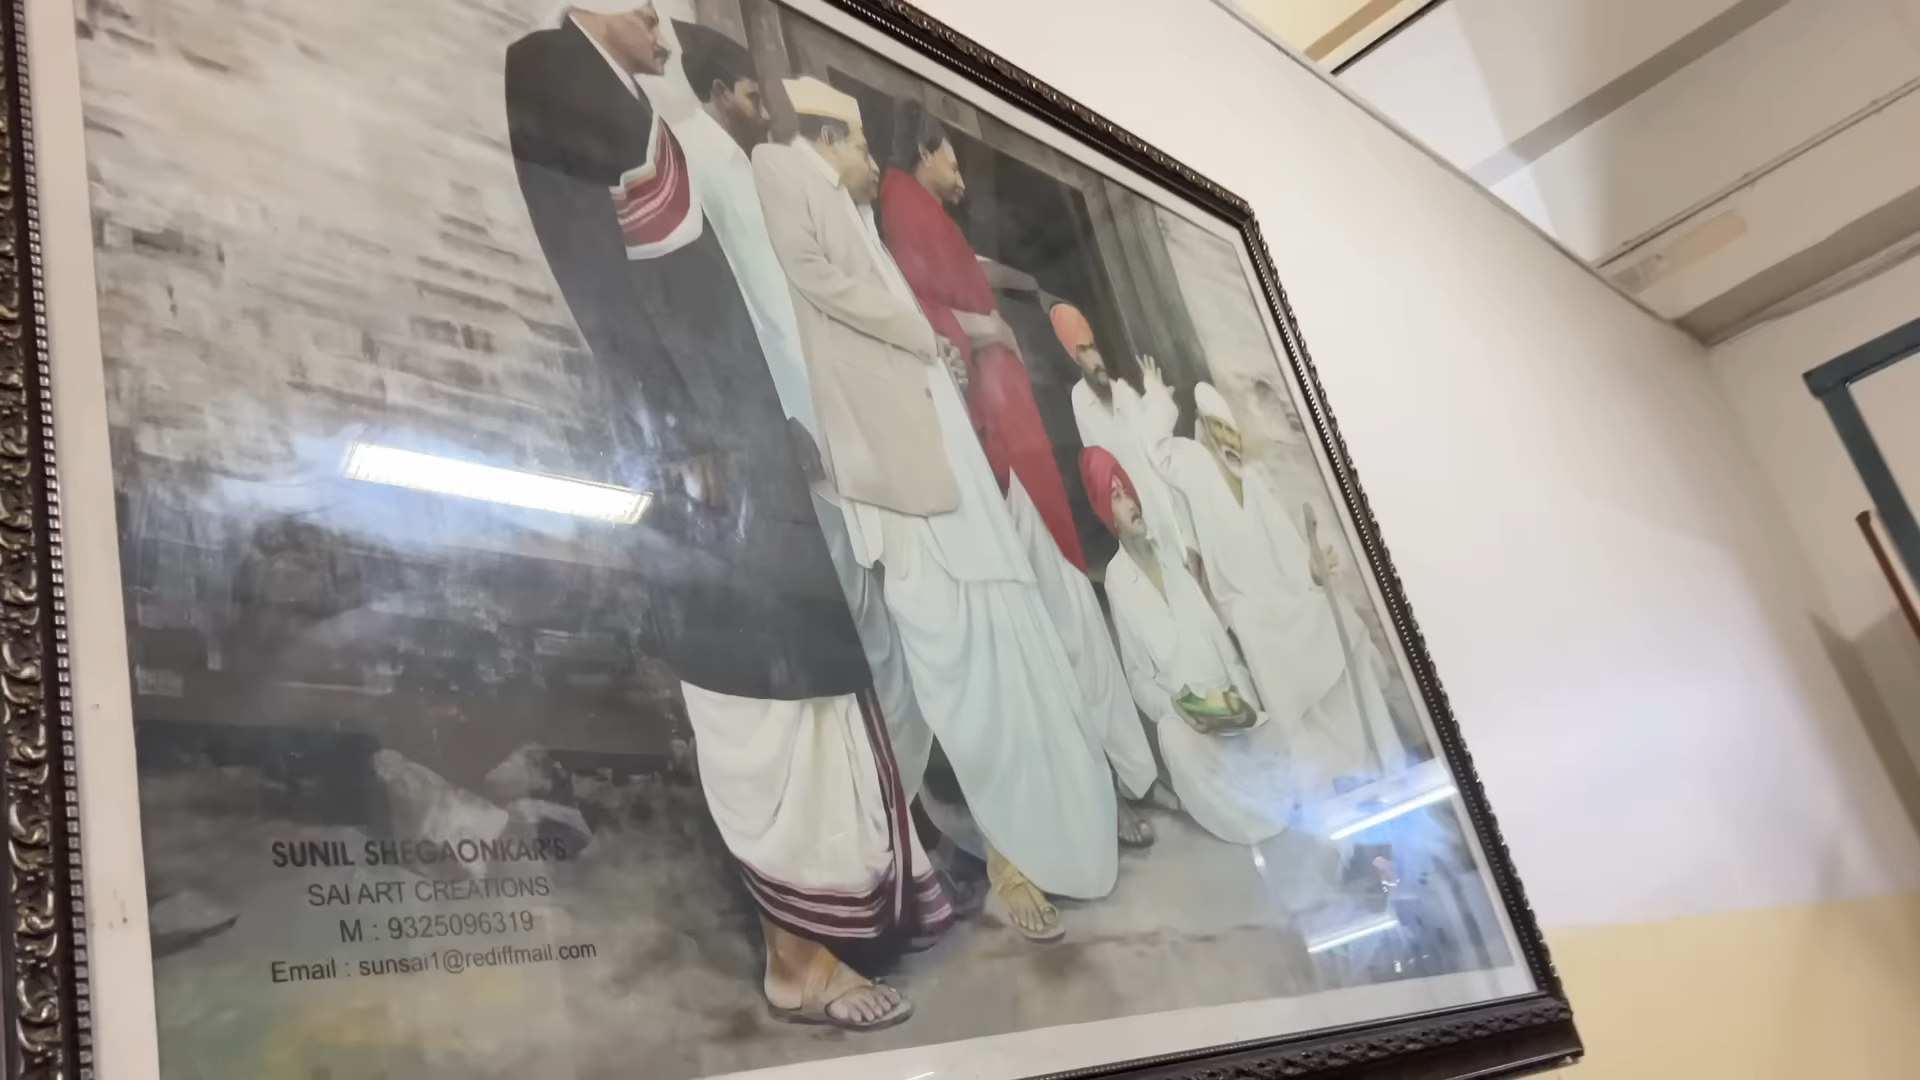 SUNIL SHEGAONKAR'S
SAI ART CREATIONS
M : 9325096319
Email : sunsai1@rediffmail.com